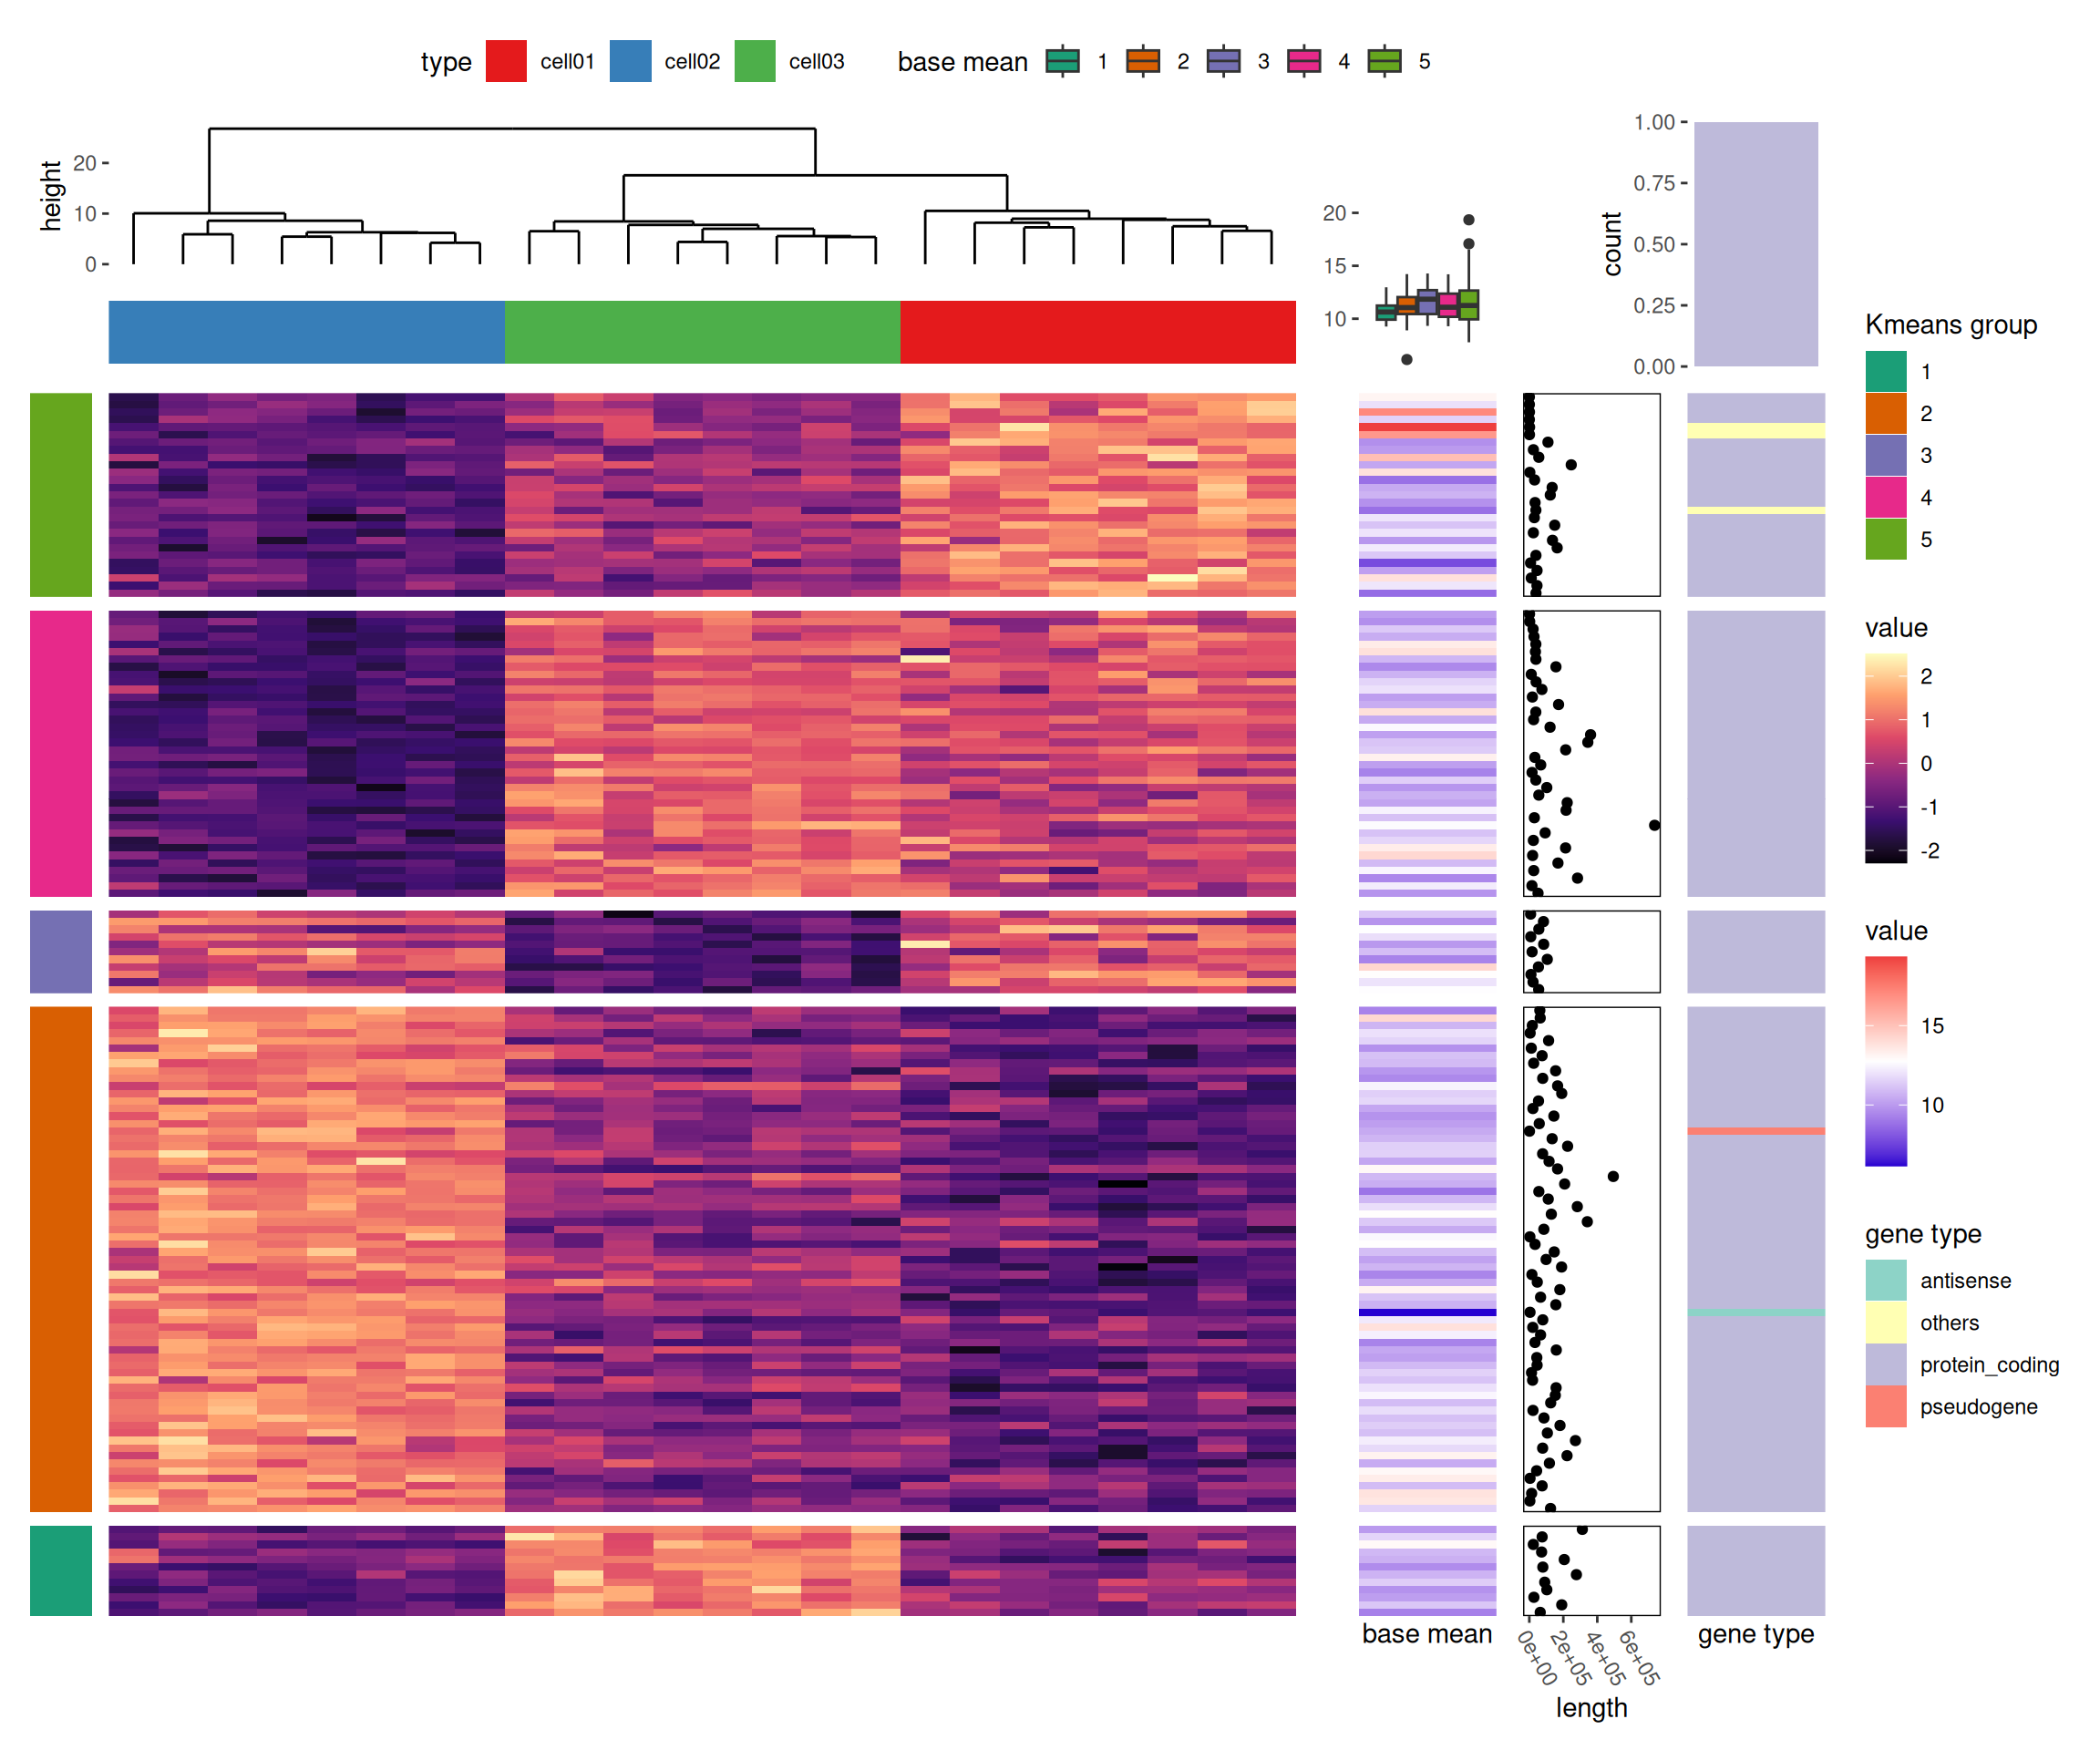 type cell01 cell02 cell03 base mean 1 2 3 4 5
height
20
10
0
20
15
10
count
1.00
0.75
0.50
0.25
0.00
Kmeans group
1
2
3
4
5
value
2
1
0
-1
-2
value
15
10
gene type
antisense
others
protein_coding
pseudogene
base mean
0e+00 2e+05 4e+05 6e+05
length
gene type